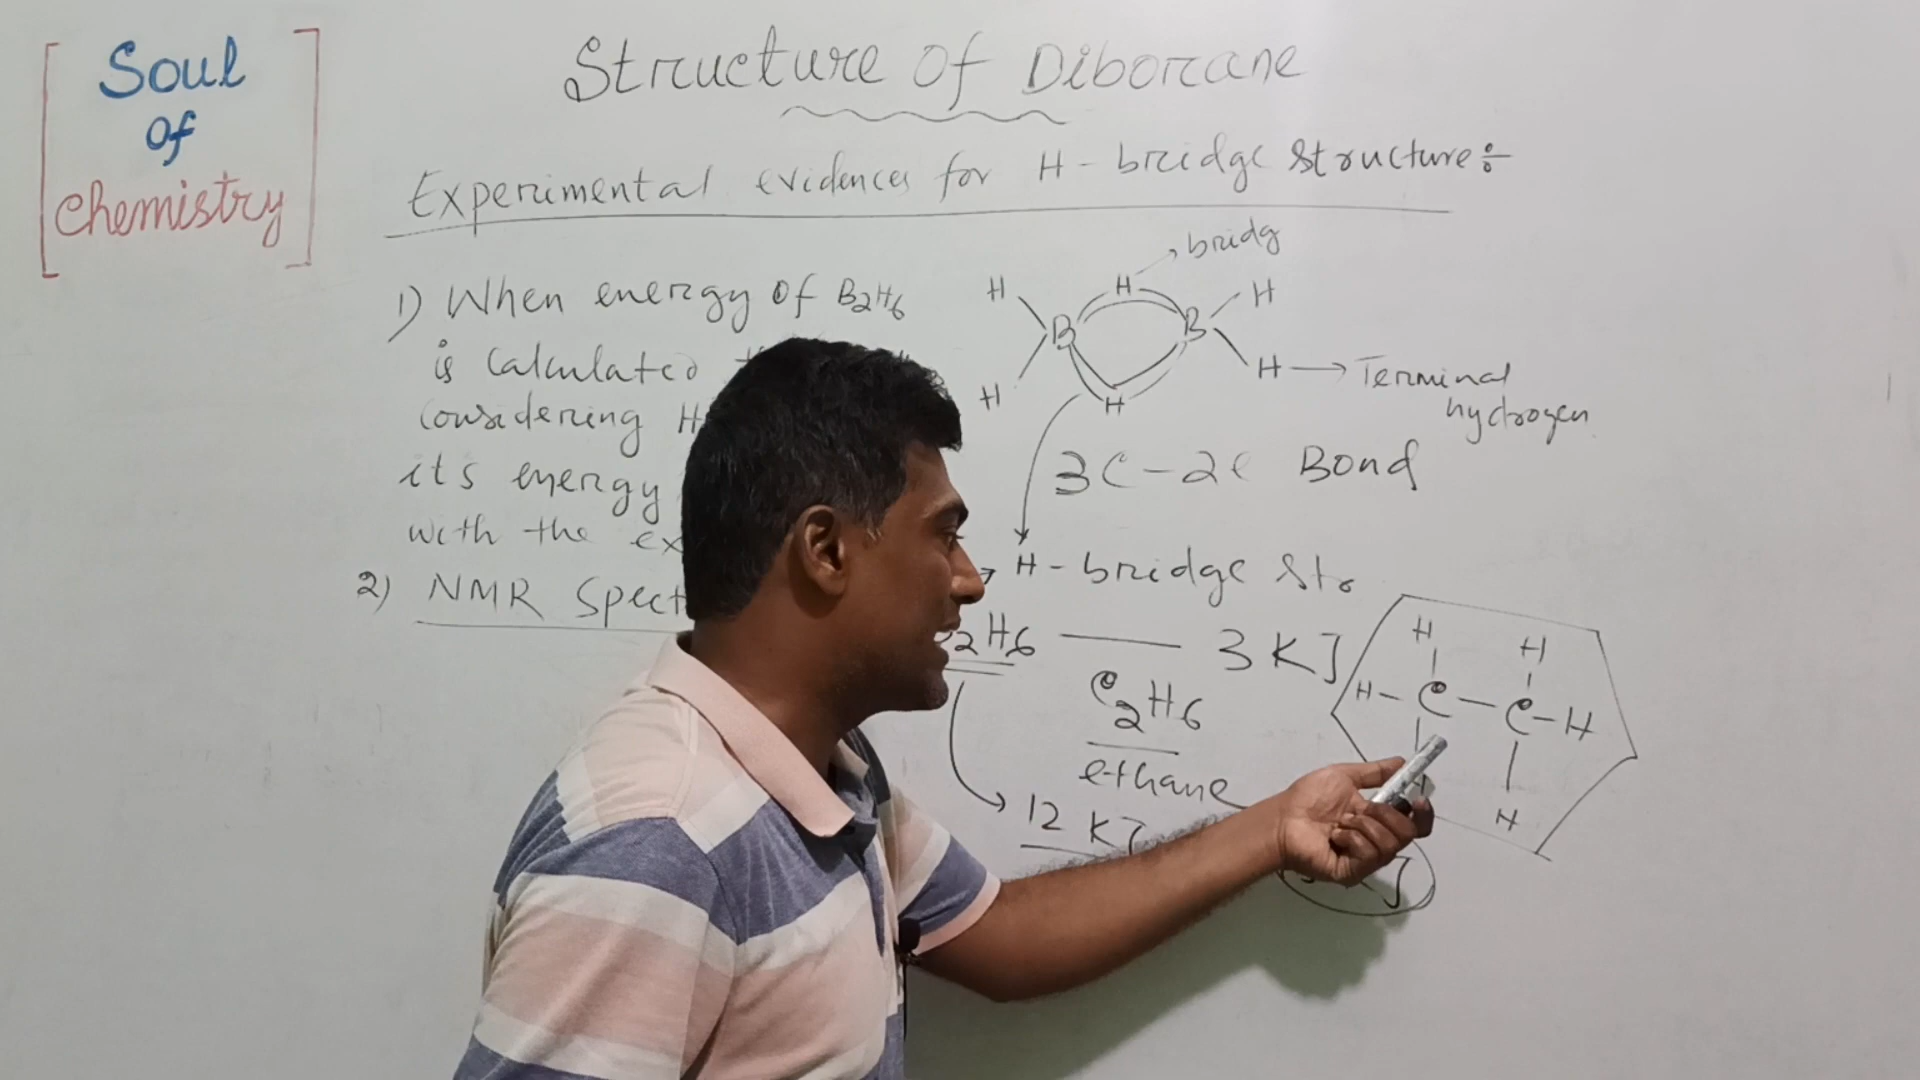 Soul
Of
Chemistry
Structure Of Diborane
Experimental evidences for H - bridge structure ÷
1) When energy of B2H6
is Calculated
Considering H
its energy
with the ex
2) NMR Spect
bridg
H H H
B B
H H Terminal
hydrogen
H
3C - 2e Bond
H - bridge Str
2H6 3 KJ
C2H6
ethane
12 KJ
H H
H - C - C - H
H H
J